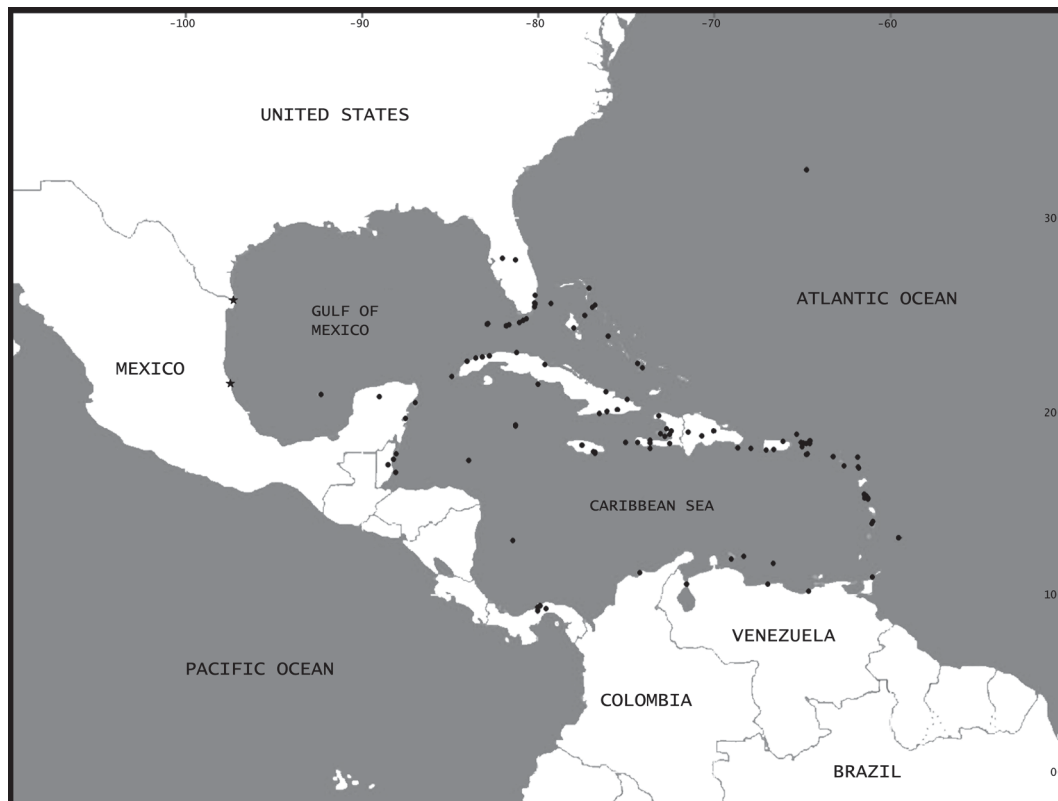 -100
-90
-80
-70
-60
UNITED STATES
30
ATLANTIC OCEAN
GULF OF
MEXICO
MEXICO
20
CARIBBEAN SEA
10
VENEZUELA
PACIFIC OCEAN
COLOMBIA
BRAZIL
0